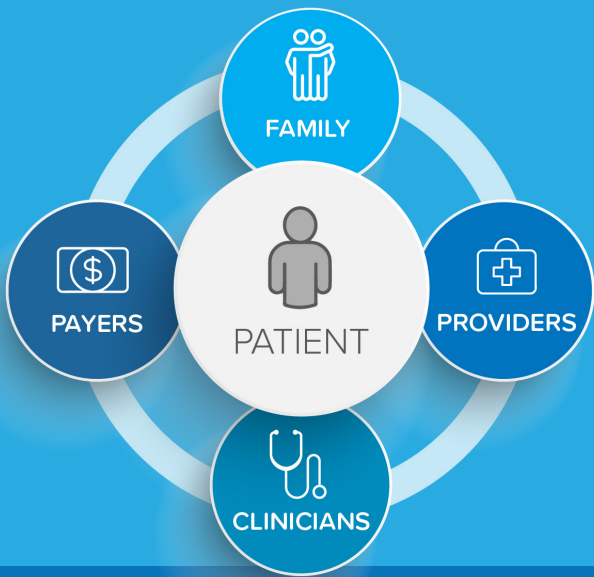 FAMILY
$
PAYERS
PATIENT
PROVIDERS
CLINICIANS